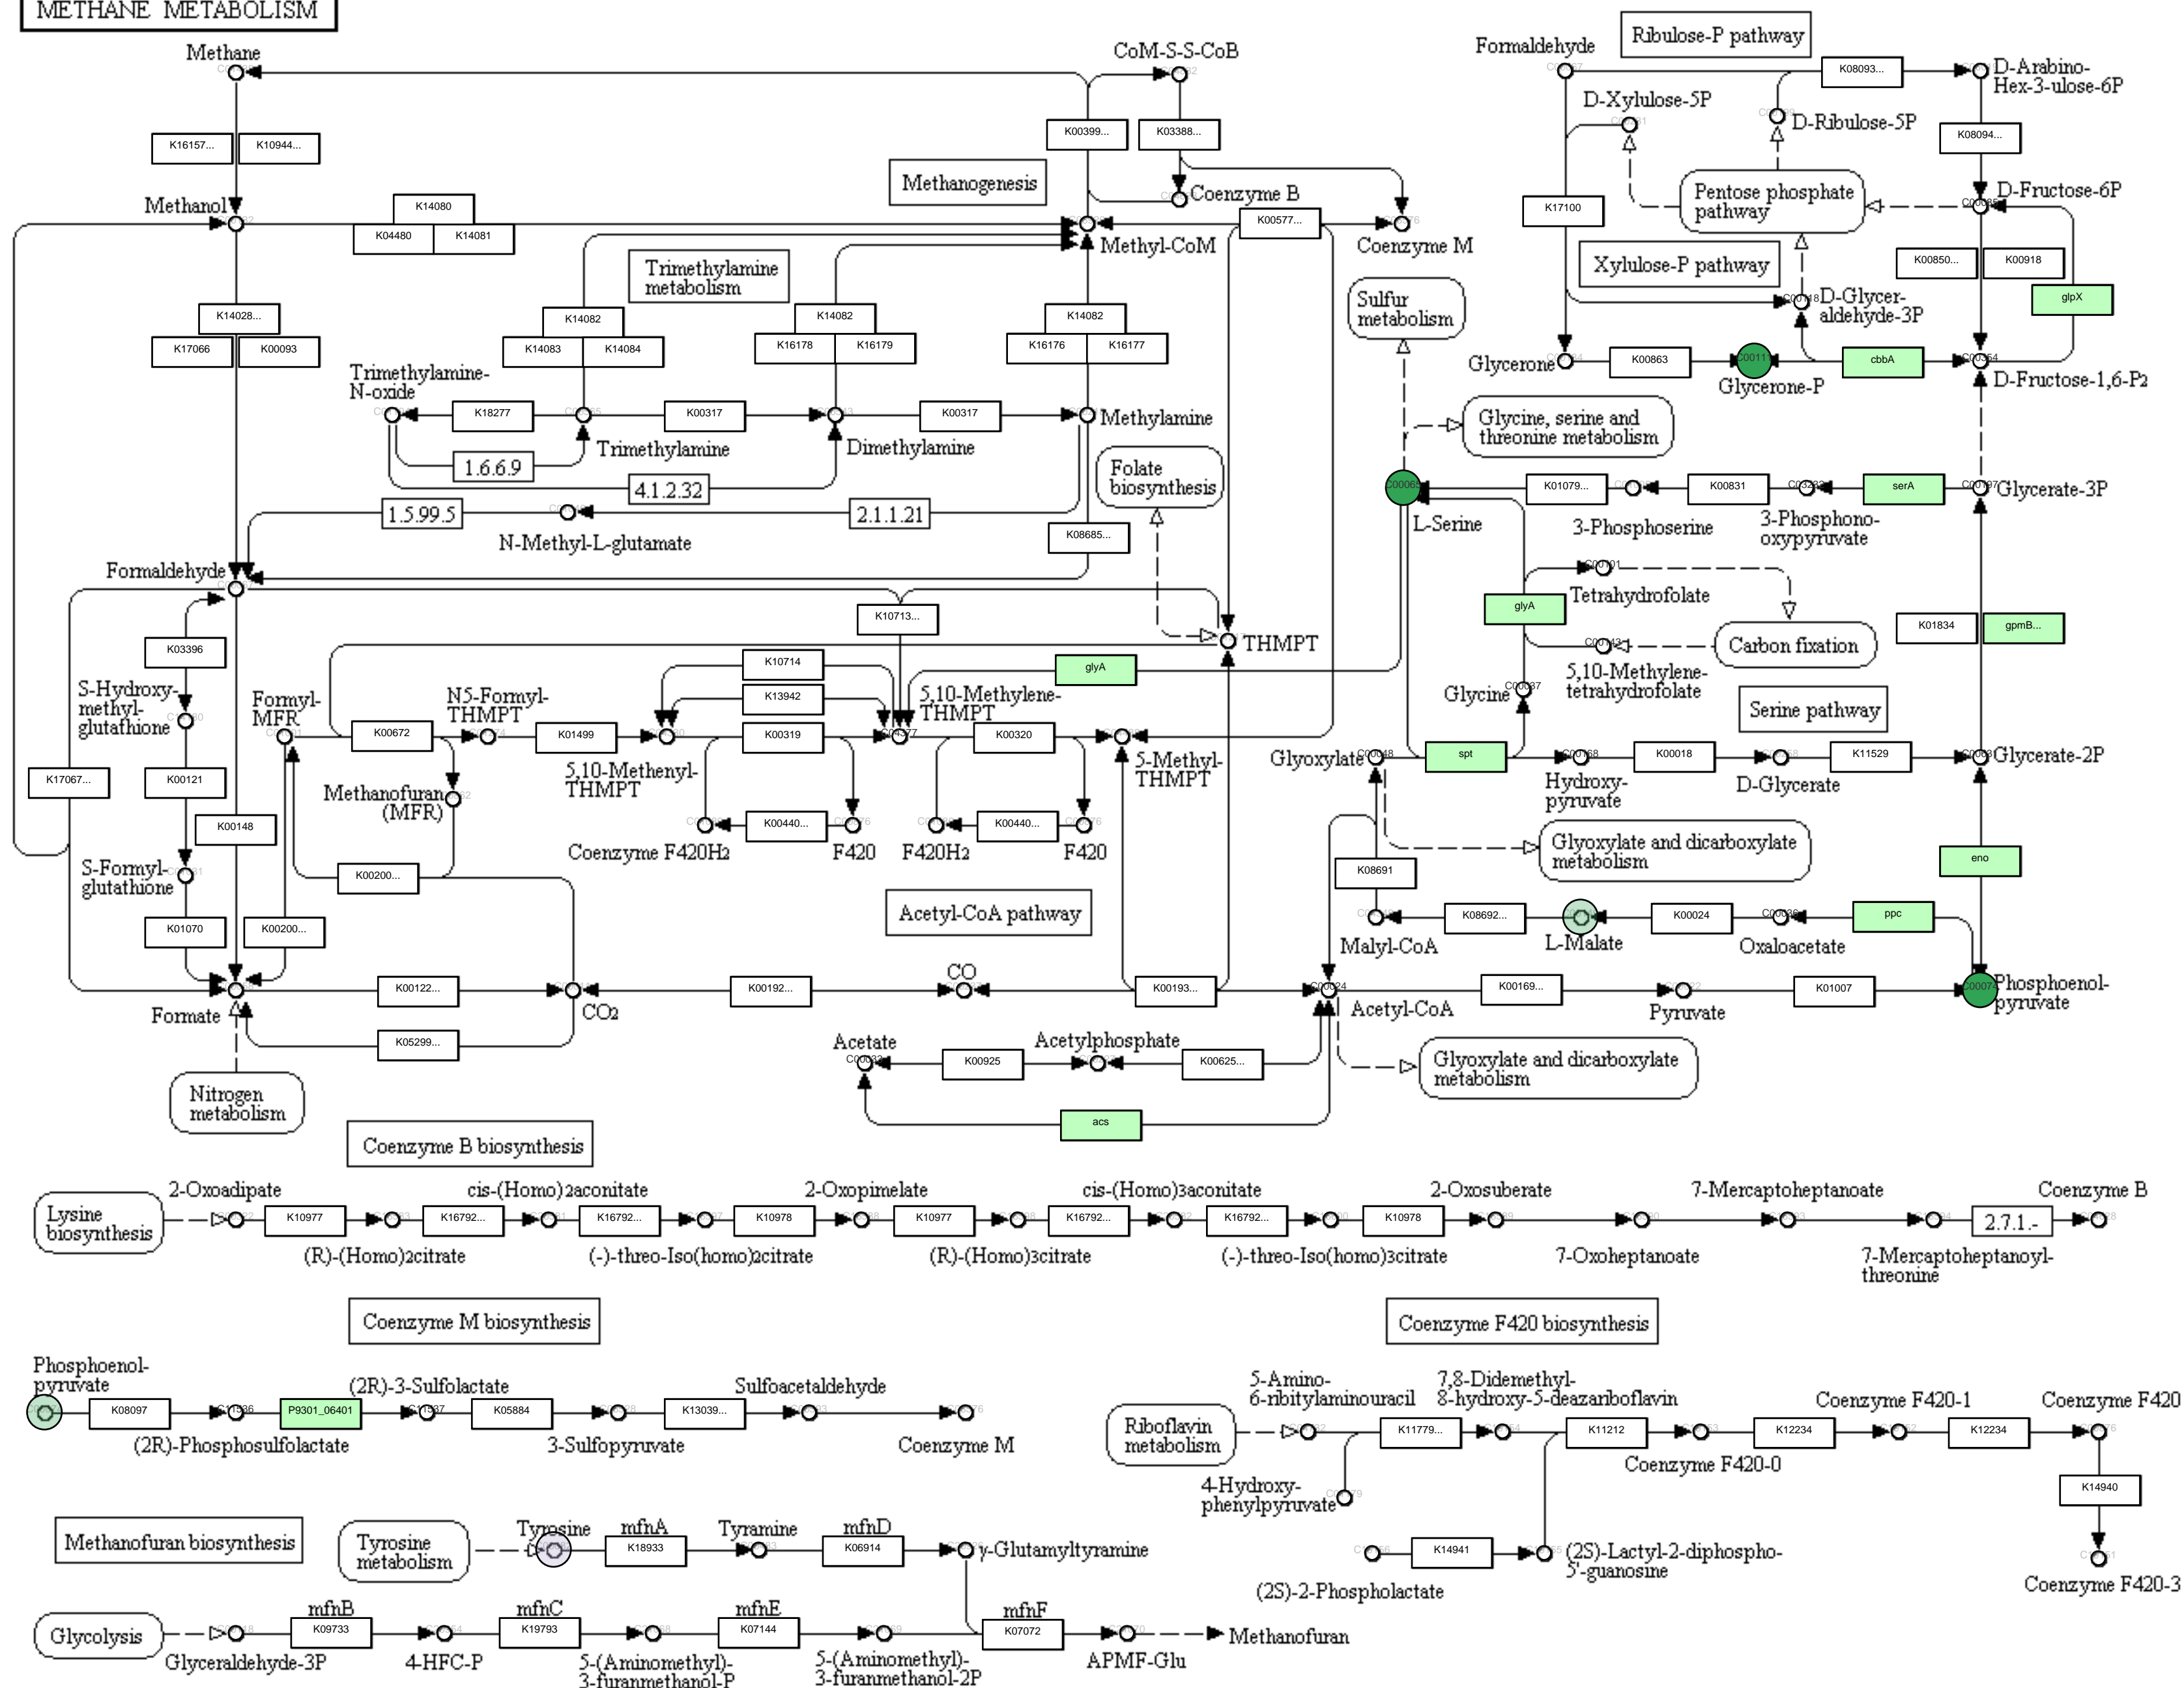 METHANE METABOLISM
Methane
CoM-S-S-CoB
Formaldehyde
Ribulose-P pathway
K08093...
D-Arabino-
Hex-3-ulose-6P
D-Xylulose-5P
D-Ribulose-5P
K16157...
K10944...
K00399...
K03388...
K08094...
Methanogenesis
Coenzyme B
Pentose phosphate
pathway
D-Fructose-6P
Methanol
K14080
K04480
K14081
Methyl-CoM
K00577...
Coenzyme M
K17100
Trimethylamine
metabolism
Xylulose-P pathway
K00850...
K00918
Sulfur
metabolism
D-Glycer-
aldehyde-3P
glpX
K14028...
K17066
K00093
K14082
K14083
K14084
K14082
K16178
K16179
K14082
K16176
K16177
Glycerone
K00863
Glycerone-P
cbbA
C00354
D-Fructose-1,6-P2
Trimethylamine-
N-oxide
K18277
K00317
K00317
Methylamine
Trimethylamine
Dimethylamine
1.6.6.9
4.1.2.32
Glycine, serine and
threonine metabolism
Folate
biosynthesis
1.5.99.5
2.1.1.21
N-Methyl-L-glutamate
K08685...
L-Serine
K01079...
K00831
serA
Glycerate-3P
3-Phosphoserine
3-Phosphono-
oxypyruvate
Formaldehyde
K10713...
THMPT
C00101
Tetrahydrofolate
glyA
K01834
gpmB...
Carbon fixation
5,10-Methylene-
tetrahydrofolate
K03396
K10714
K13942
glyA
S-Hydroxy-
methyl-
glutathione
Formyl-
MFR
N5-Formyl-
THMPT
5,10-Methylene-
THMPT
Glycine
Serine pathway
K00672
K01499
K00319
K00320
C04377
5,10-Methenyl-
THMPT
5-Methyl-
THMPT
Glyoxylate
spt
K00018
K11529
Glycerate-2P
Hydroxy-
pyruvate
D-Glycerate
K17067...
K00121
Methanofuran
(MFR)
K00148
K00440...
K00440...
Coenzyme F420H2
F420
F420H2
F420
Glyoxylate and dicarboxylate
metabolism
eno
S-Formyl-
glutathione
K00200...
K08691
Acetyl-CoA pathway
K01070
K00200...
Malyl-CoA
K08692...
L-Malate
K00024
Oxaloacetate
ppc
Formate
K00122...
CO2
K00192...
CO
K00193...
C00024
Acetyl-CoA
K00169...
Pyruvate
K01007
Phosphoenol-
pyruvate
K05299...
Acetate
K00925
Acetylphosphate
K00625...
Glyoxylate and dicarboxylate
metabolism
Nitrogen
metabolism
acs
Coenzyme B biosynthesis
Lysine
biosynthesis
2-Oxoadipate
cis-(Homo)2aconitate
2-Oxopimelate
cis-(Homo)3aconitate
2-Oxosuberate
7-Mercaptoheptanoate
Coenzyme B
K10977
K16792...
K16792...
K10978
K10977
K16792...
K16792...
K10978
2.7.1.-
(R)-(Homo)2citrate
(-)-threo-Iso(homo)2citrate
(R)-(Homo)3citrate
(-)-threo-Iso(homo)3citrate
7-Oxoheptanoate
7-Mercaptoheptanoyl-
threonine
Coenzyme M biosynthesis
Coenzyme F420 biosynthesis
Phosphoenol-
pyruvate
(2R)-3-Sulfolactate
Sulfoacetaldehyde
K08097
P9301_06401
K05884
K13039...
(2R)-Phosphosulfolactate
3-Sulfopyruvate
Coenzyme M
Riboflavin
metabolism
5-Amino-
6-ribitylaminouracil
7,8-Didemethyl-
8-hydroxy-5-deazariboflavin
Coenzyme F420-1
Coenzyme F420
K11779...
K11212
K12234
K12234
Coenzyme F420-0
4-Hydroxy-
phenylpyruvate
K14940
K14941
(2S)-2-Phospholactate
(2S)-Lactyl-2-diphospho-
5'-guanosine
Coenzyme F420-3
Methanofuran biosynthesis
Tyrosine
metabolism
Tyrosine
mfnA
K18933
Tyramine
mfnD
K06914
γ-Glutamyltyramine
Glycolysis
mfnB
K09733
mfnC
K19793
mfnE
K07144
mfnF
K07072
Methanofuran
Glyceraldehyde-3P
4-HFC-P
5-(Aminomethyl)-
3-furanmethanol-P
5-(Aminomethyl)-
3-furanmethanol-2P
APMF-Glu